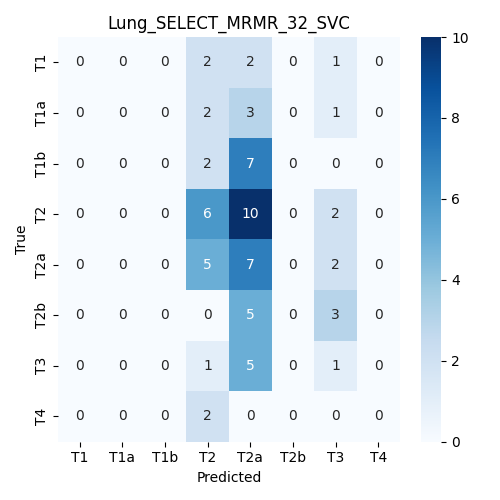 Lung_SELECT_MRMR_32_SVC
T1 0 0 0 2 2 0 1 0
T1a 0 0 0 2 3 0 1 0
T1b 0 0 0 2 7 0 0 0
T2 0 0 0 6 10 0 2 0
T2a 0 0 0 5 7 0 2 0
T2b 0 0 0 0 5 0 3 0
T3 0 0 0 1 5 0 1 0
T4 0 0 0 2 0 0 0 0
T1 T1a T1b T2 T2a T2b T3 T4
True
Predicted
10
8
6
4
2
0